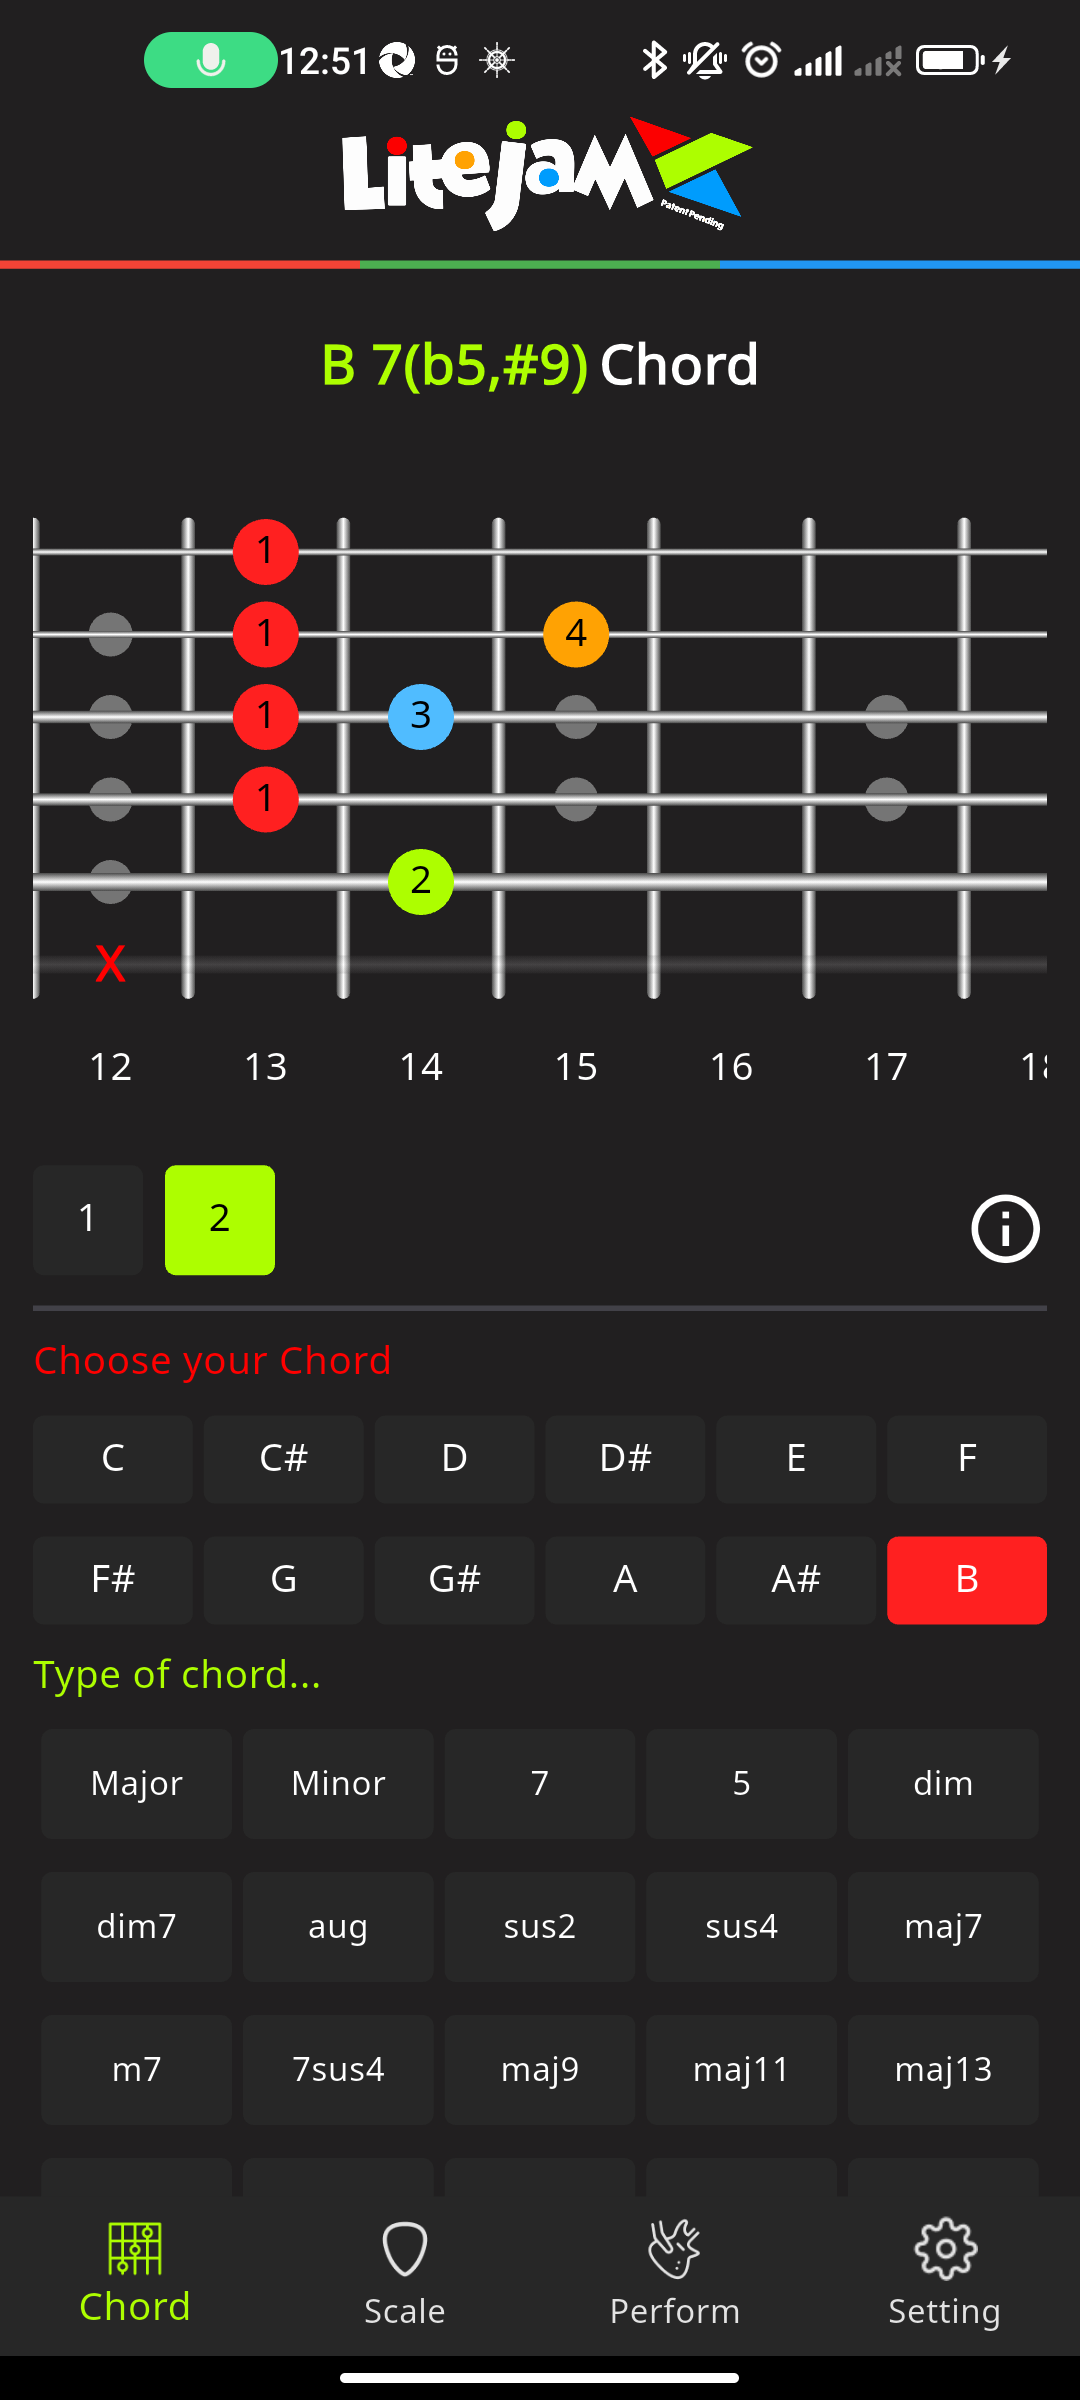 12:51
LiteJam
Patent Pending
B 7(b5,#9) Chord
1
1 4
1 3
1
2
X
12 13 14 15 16 17
1 2
Choose your Chord
C C# D D# E F
F# G G# A A# B
Type of chord...
Major Minor 7 5 dim
dim7 aug sus2 sus4 maj7
m7 7sus4 maj9 maj11 maj13
Chord Scale Perform Setting